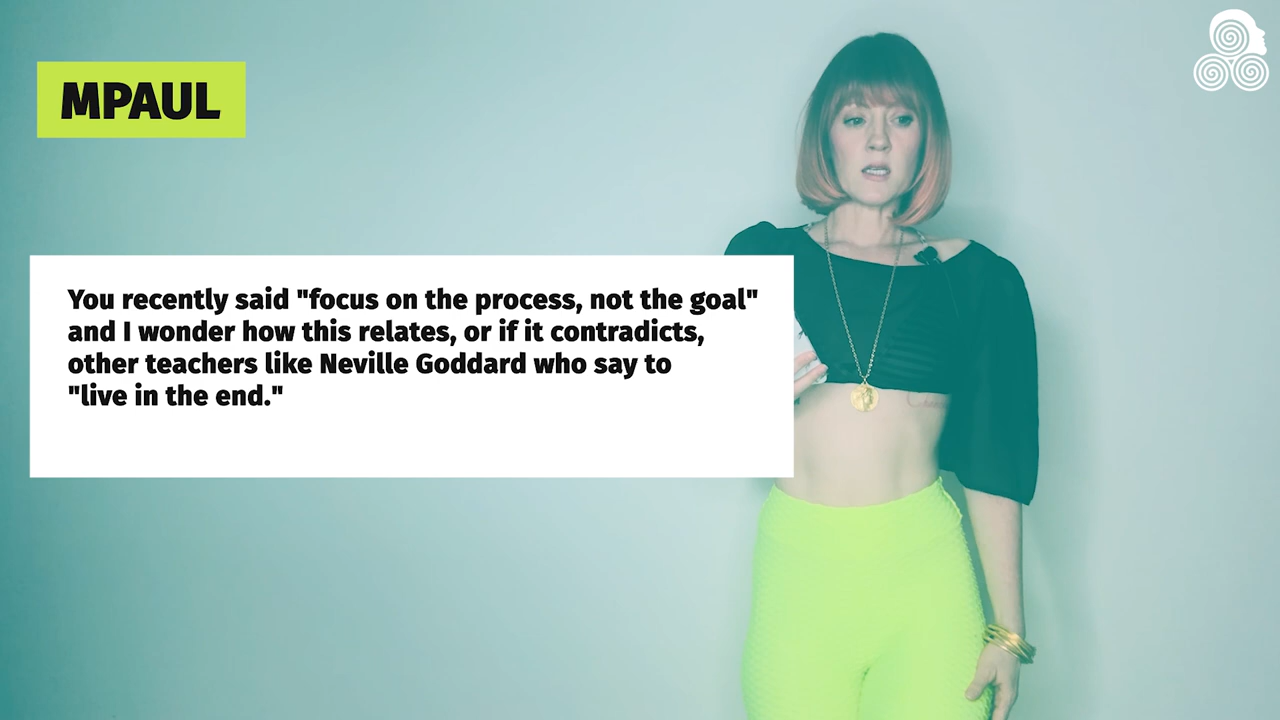 MPAUL
You recently said "focus on the process, not the goal"
and I wonder how this relates, or if it contradicts,
other teachers like Neville Goddard who say to
"live in the end."